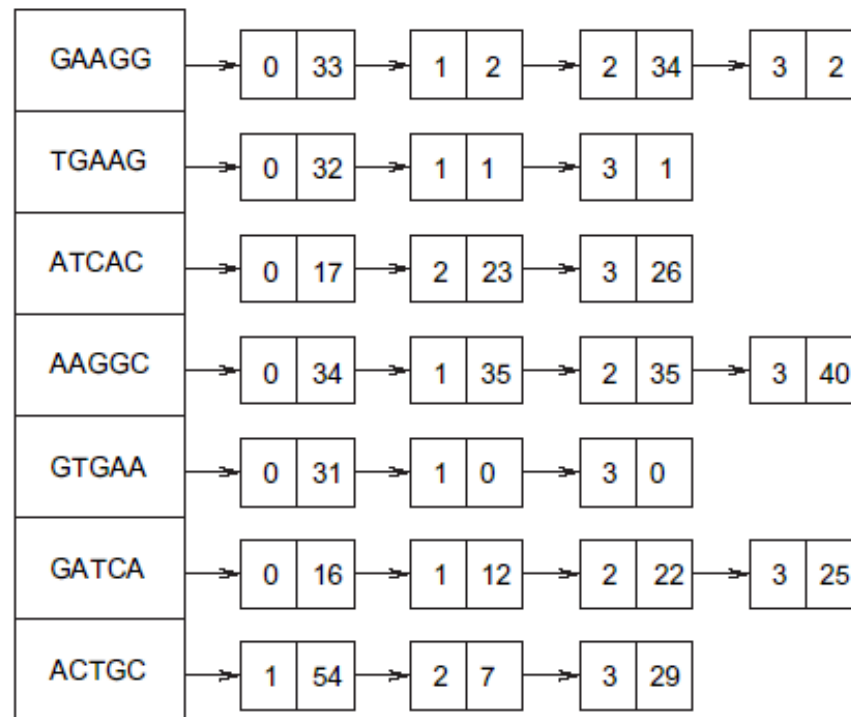 GAAGG 0 33 1 2 2 34 3 2
TGAAG 0 32 1 1 3 1
ATCAC 0 17 2 23 3 26
AAGGC 0 34 1 35 2 35 3 40
GTGAA 0 31 1 0 3 0
GATCA 0 16 1 12 2 22 3 25
ACTGC 1 54 2 7 3 29